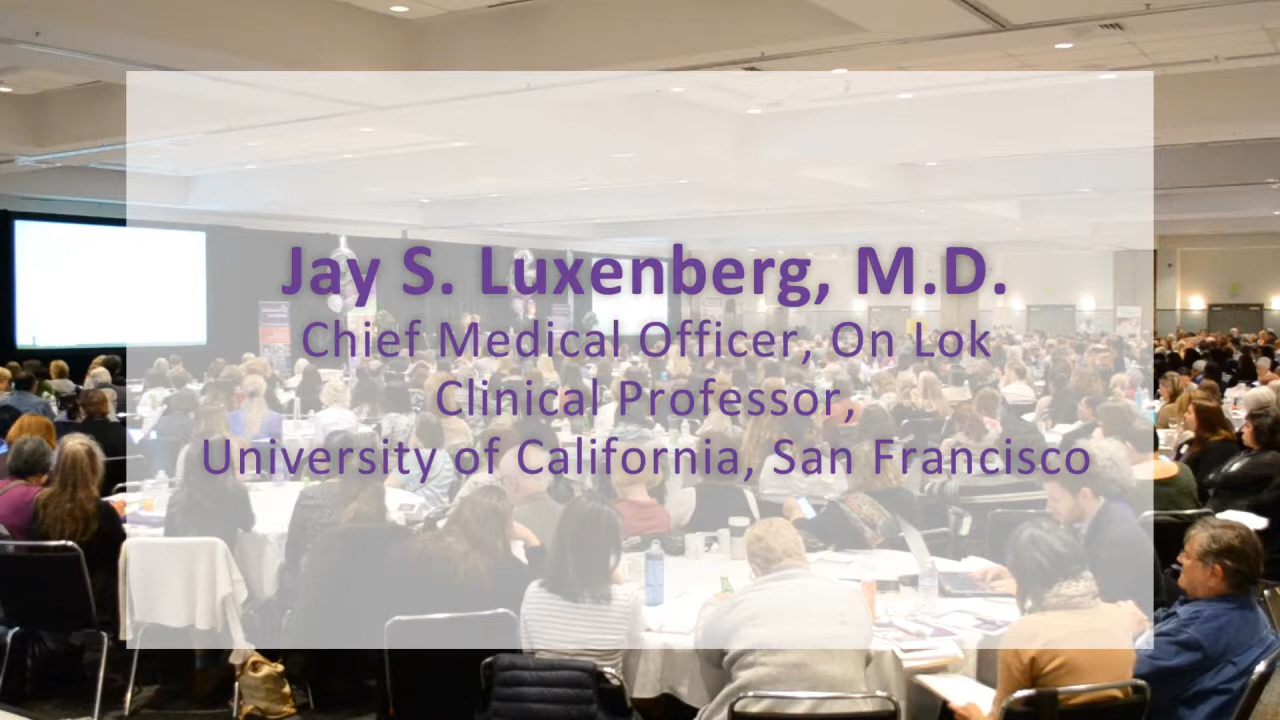 Jay S. Luxenberg, M.D.
Chief Medical Officer, On Lok
Clinical Professor,
University of California, San Francisco